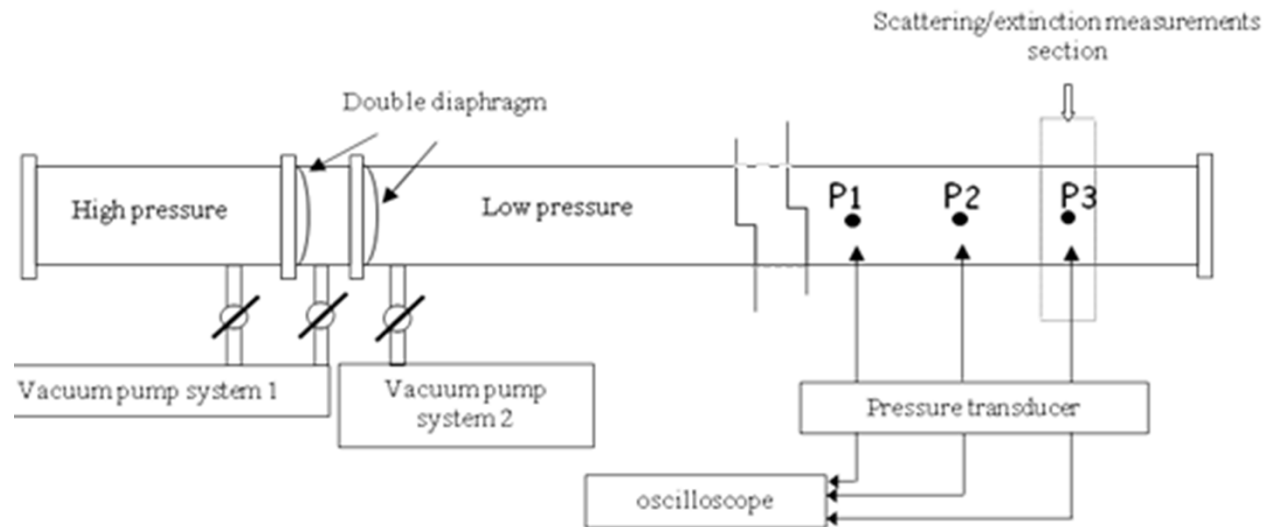 Scattering/extinction measurements
section
Double diaphragm
High pressure
Low pressure
P1
P2
P3
Vacuum pump system 1
Vacuum pump
system 2
Pressure transducer
oscilloscope